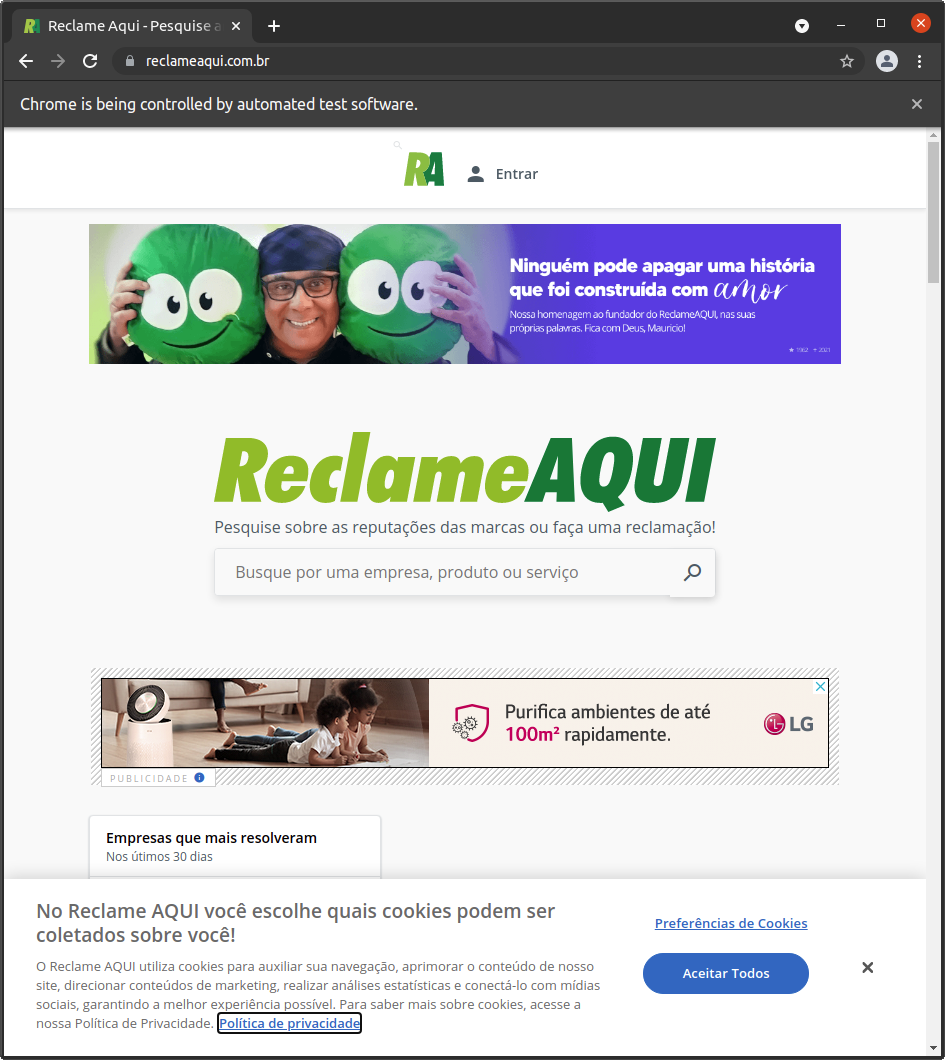 Reclame Aqui - Pesquise a
reclameaqui.com.br
Chrome is being controlled by automated test software.
RA
Entrar
Ninguém pode apagar uma história
que foi construída com amor
Nossa homenagem ao fundador do ReclameAQUI, nas suas
próprias palavras. Fica com Deus, Mauricio!
★ 1962 + 2021
ReclameAQUI
Pesquise sobre as reputações das marcas ou faça uma reclamação!
Busque por uma empresa, produto ou serviço
Purifica ambientes de até
100m² rapidamente.
LG
PUBLICIDADE
Empresas que mais resolveram
Nos útimos 30 dias
No Reclame AQUI você escolhe quais cookies podem ser
coletados sobre você!
O Reclame AQUI utiliza cookies para auxiliar sua navegação, aprimorar o conteúdo de nosso
site, direcionar conteúdos de marketing, realizar análises estatísticas e conectá-lo com mídias
sociais, garantindo a melhor experiência possível. Para saber mais sobre cookies, acesse a
nossa Política de Privacidade. Política de privacidade
Preferências de Cookies
Aceitar Todos